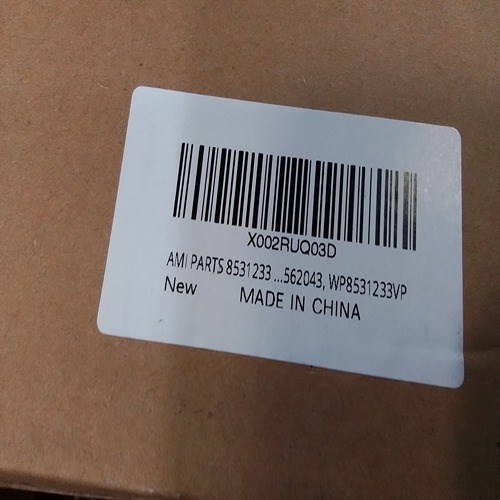 X002RUQ03D
AMI PARTS 8531233 ...562043, WP8531233VP
New MADE IN CHINA